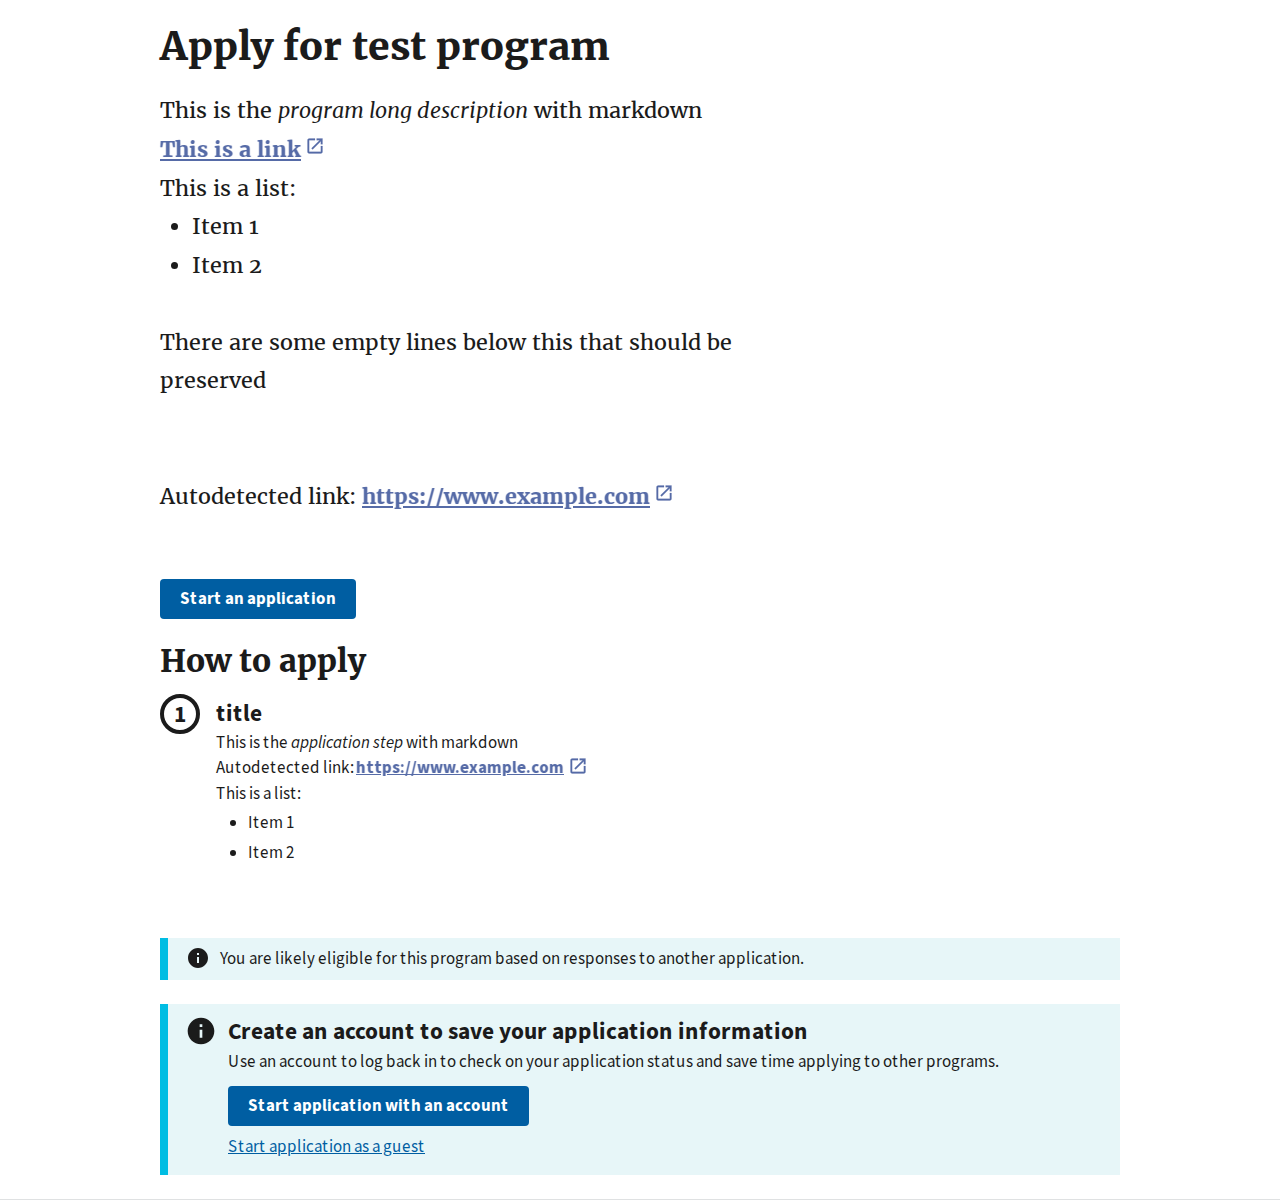 Apply for test program
This is the program long description with markdown
This is a link
This is a list:
• Item 1
• Item 2
There are some empty lines below this that should be
preserved
Autodetected link: https://www.example.com
Start an application
How to apply
1 title
This is the application step with markdown
Autodetected link: https://www.example.com
This is a list:
• Item 1
• Item 2
You are likely eligible for this program based on responses to another application.
Create an account to save your application information
Use an account to log back in to check on your application status and save time applying to other programs.
Start application with an account
Start application as a guest